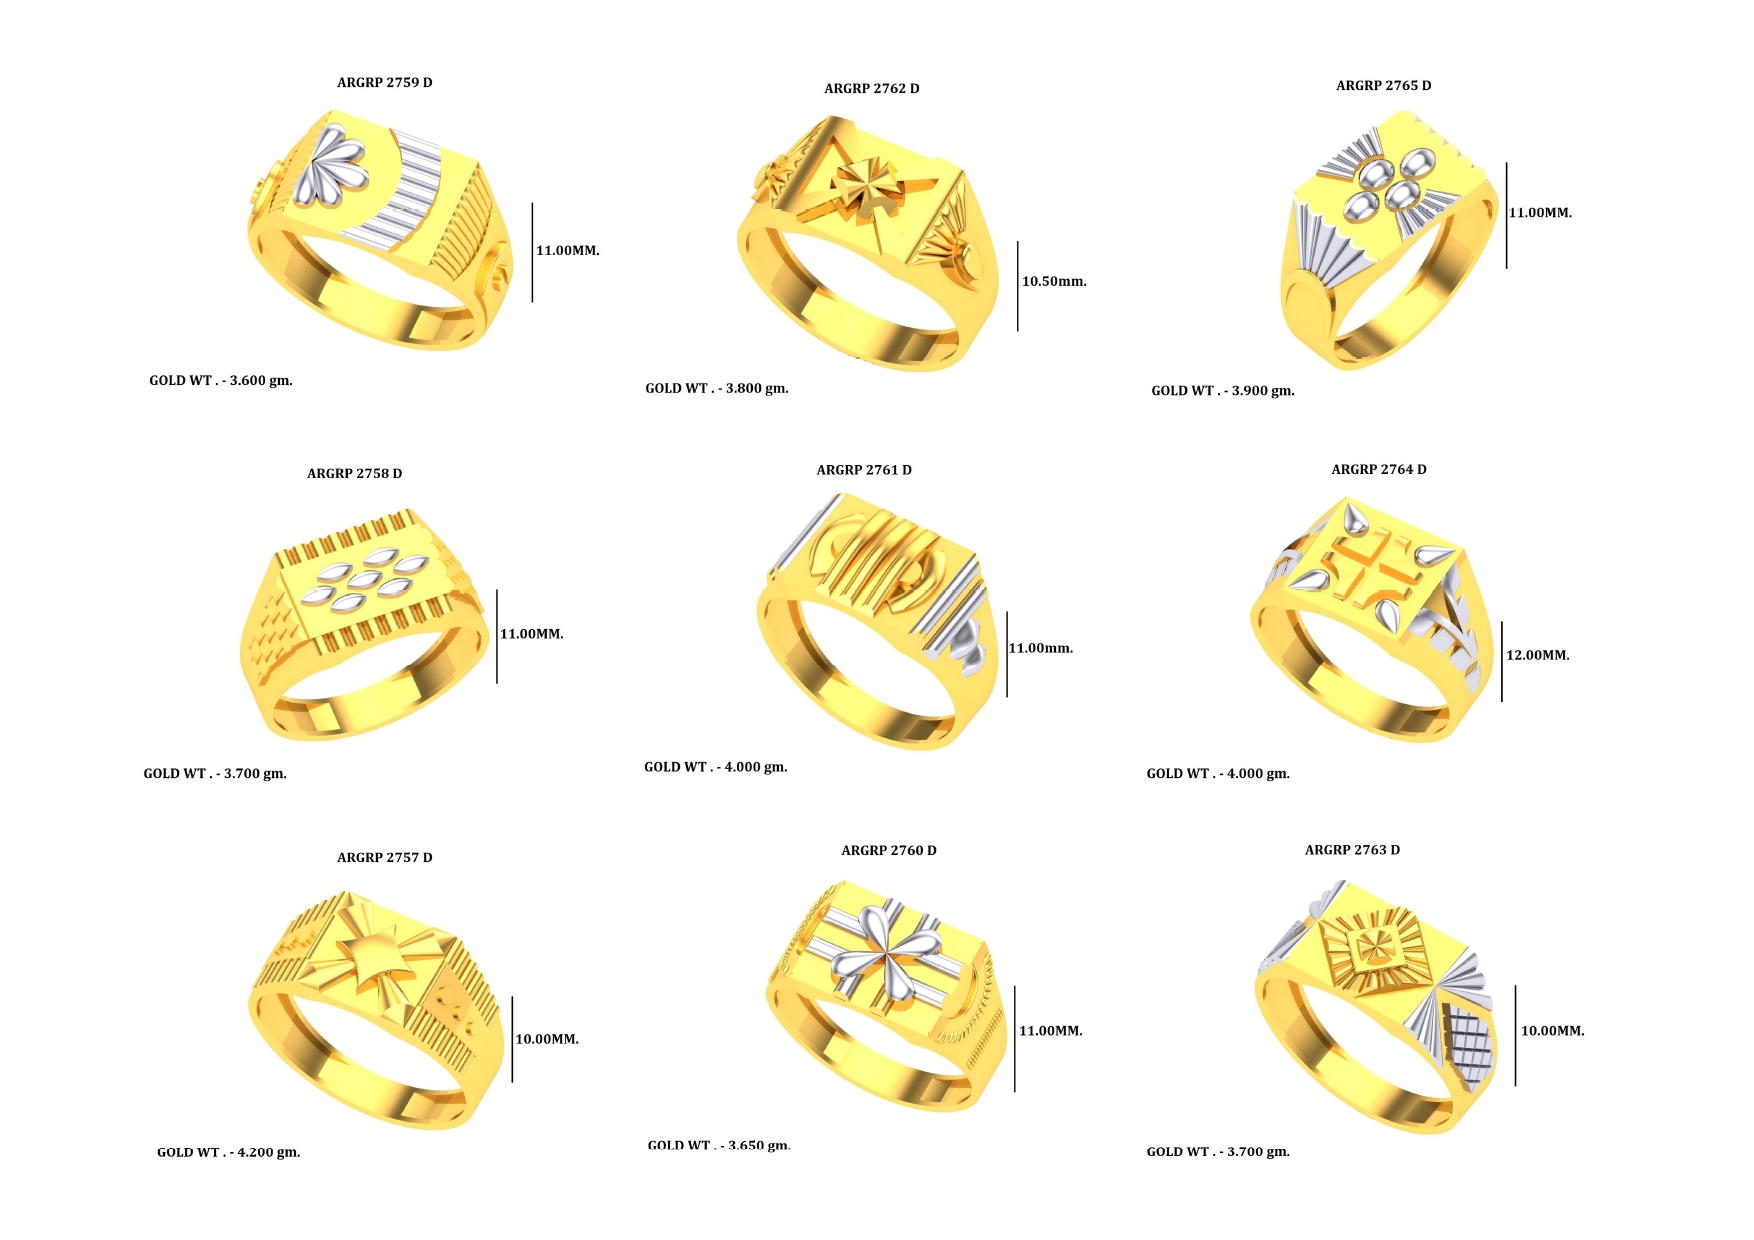 ARGRP 2759 D
11.00MM.
GOLD WT . - 3.600 gm.
ARGRP 2762 D
10.50mm.
GOLD WT . - 3.800 gm.
ARGRP 2765 D
11.00MM.
GOLD WT . - 3.900 gm.
ARGRP 2758 D
11.00MM.
GOLD WT . - 3.700 gm.
ARGRP 2761 D
11.00mm.
GOLD WT . - 4.000 gm.
ARGRP 2764 D
12.00MM.
GOLD WT . - 4.000 gm.
ARGRP 2757 D
10.00MM.
GOLD WT . - 4.200 gm.
ARGRP 2760 D
11.00MM.
GOLD WT . - 3.650 gm.
ARGRP 2763 D
10.00MM.
GOLD WT . - 3.700 gm.